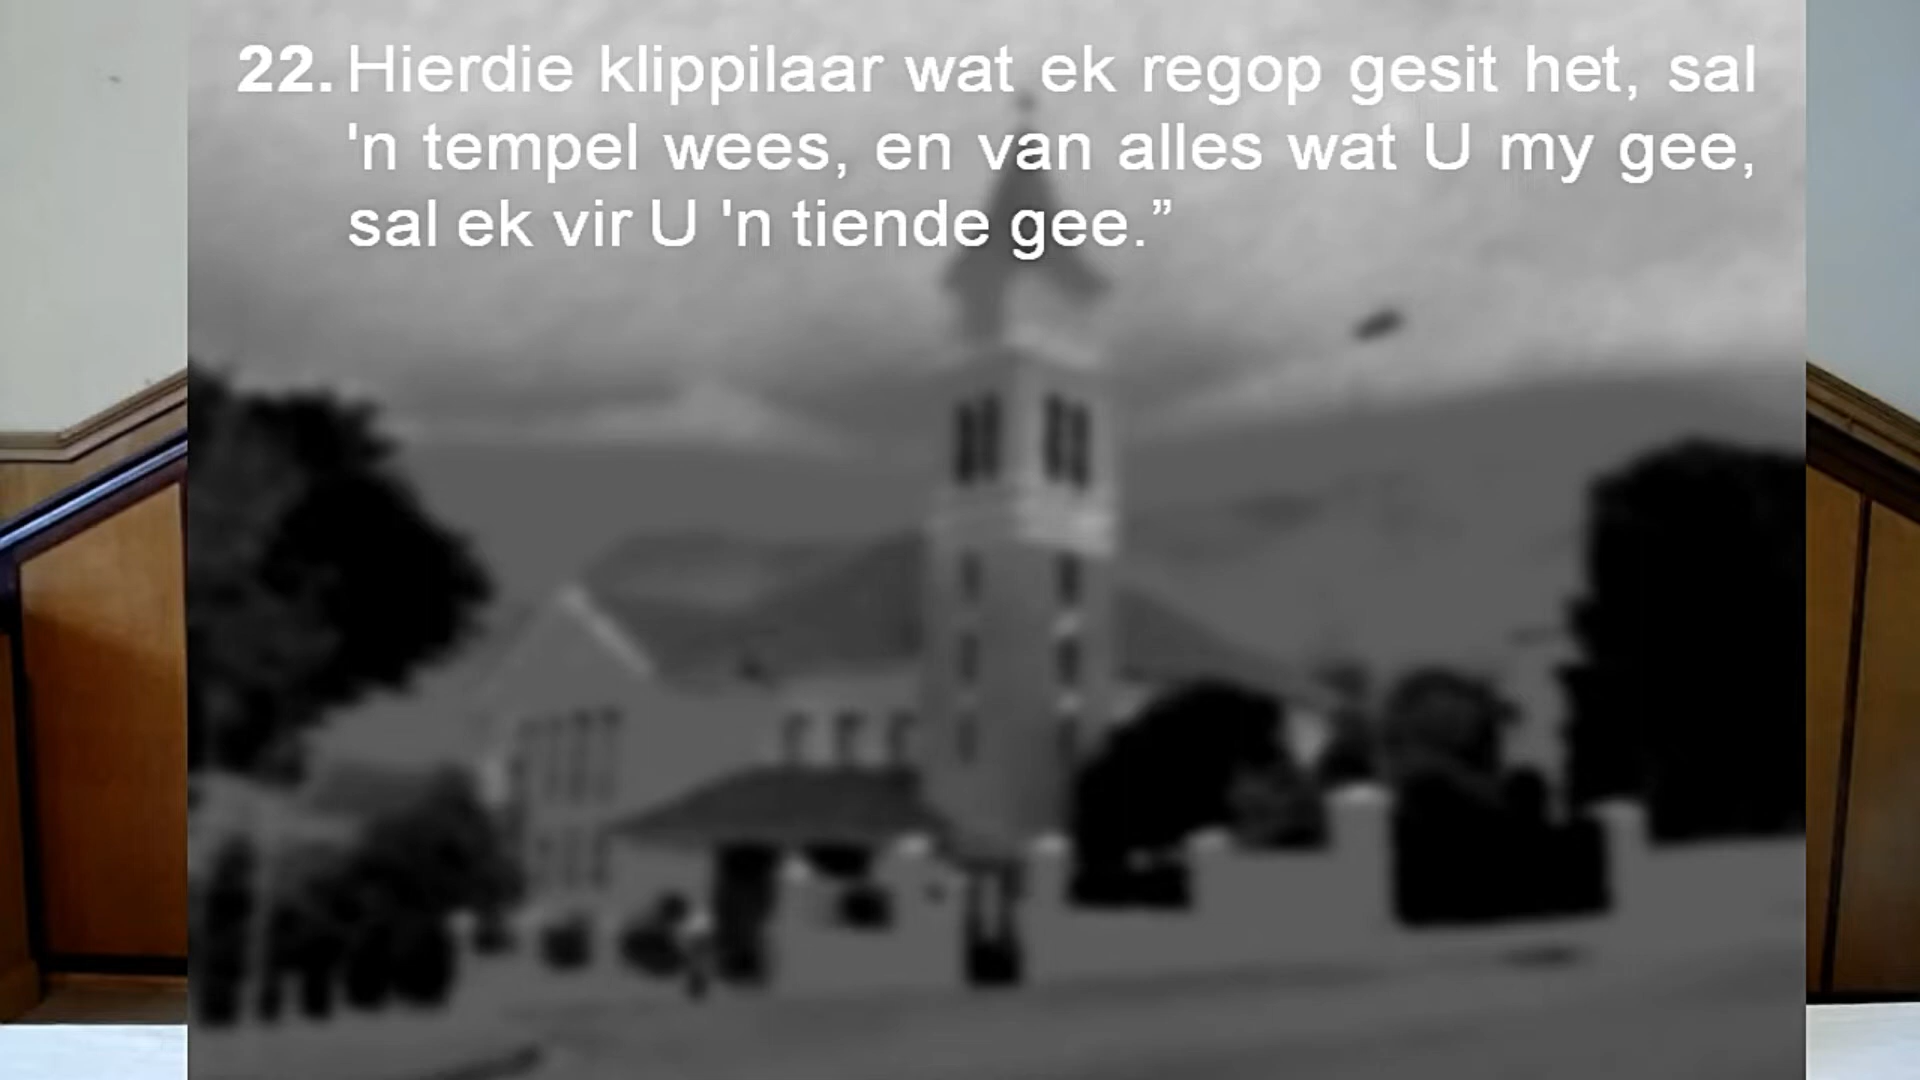 22. Hierdie klippilaar wat ek regop gesit het, sal
'n tempel wees, en van alles wat U my gee,
sal ek vir U 'n tiende gee.”